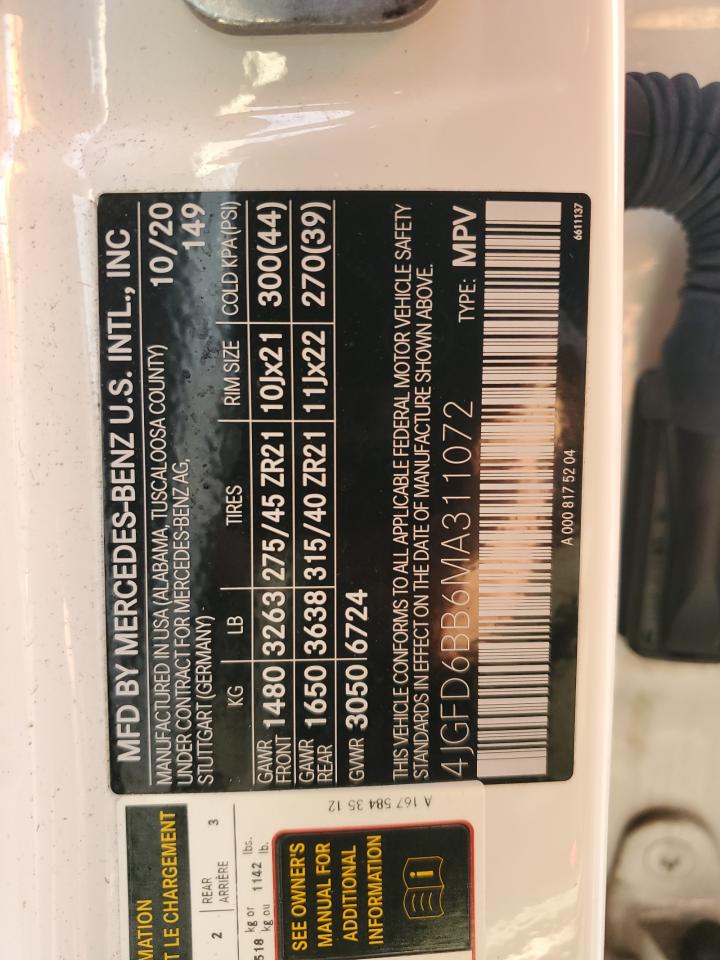 MFD BY MERCEDES-BENZ U.S. INTL., INC
MANUFACTURED IN USA (ALABAMA, TUSCALOOSA COUNTY)
10/20
UNDER CONTRACT FOR MERCEDES-BENZ AG,
149
STUTTGART (GERMANY)
KG LB TIRES RIM SIZE COLD KPA(PSI)
GAWR FRONT 1480 3263 275/45 ZR21 10Jx21 300(44)
GAWR REAR 1650 3638 315/40 ZR21 11Jx22 270(39)
GVWR 3050 6724
THIS VEHICLE CONFORMS TO ALL APPLICABLE FEDERAL MOTOR VEHICLE SAFETY
STANDARDS IN EFFECT ON THE DATE OF MANUFACTURE SHOWN ABOVE.
4JGFD6BB6MA311072 TYPE: MPV
A 000 817 52 04
6611137
MATION
T LE CHARGEMENT
2 REAR 3
ARRIÈRE
518 kg or 1142 lbs.
kg ou lb.
SEE OWNER'S
MANUAL FOR
ADDITIONAL
INFORMATION
i
A 167 584 35 12